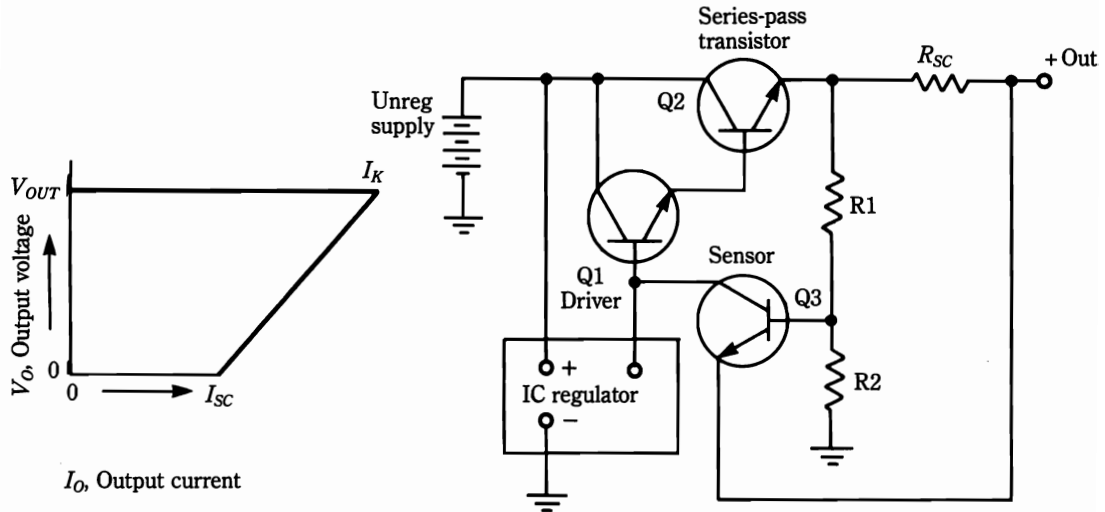 Series-pass
transistor
R_SC
+ Out
Unreg
supply
Q2
V_OUT
I_K
R1
Sensor
Q1
Driver
Q3
V_O, Output voltage
0
0
I_SC
+
IC regulator
−
R2
I_O, Output current